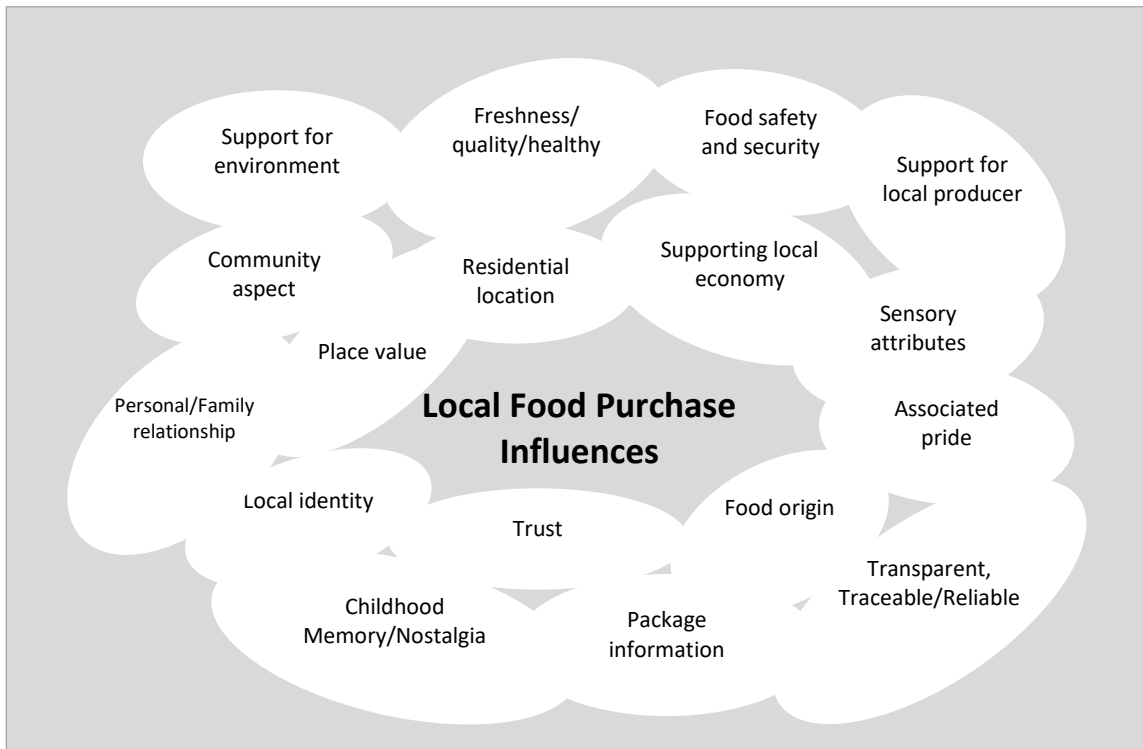 Support for
environment
Freshness/
quality/healthy
Food safety
and security
Support for
local producer
Community
aspect
Residential
location
Supporting local
economy
Sensory
attributes
Place value
Personal/Family
relationship
Local Food Purchase
Influences
Associated
pride
Local identity
Trust
Food origin
Transparent,
Traceable/Reliable
Childhood
Memory/Nostalgia
Package
information